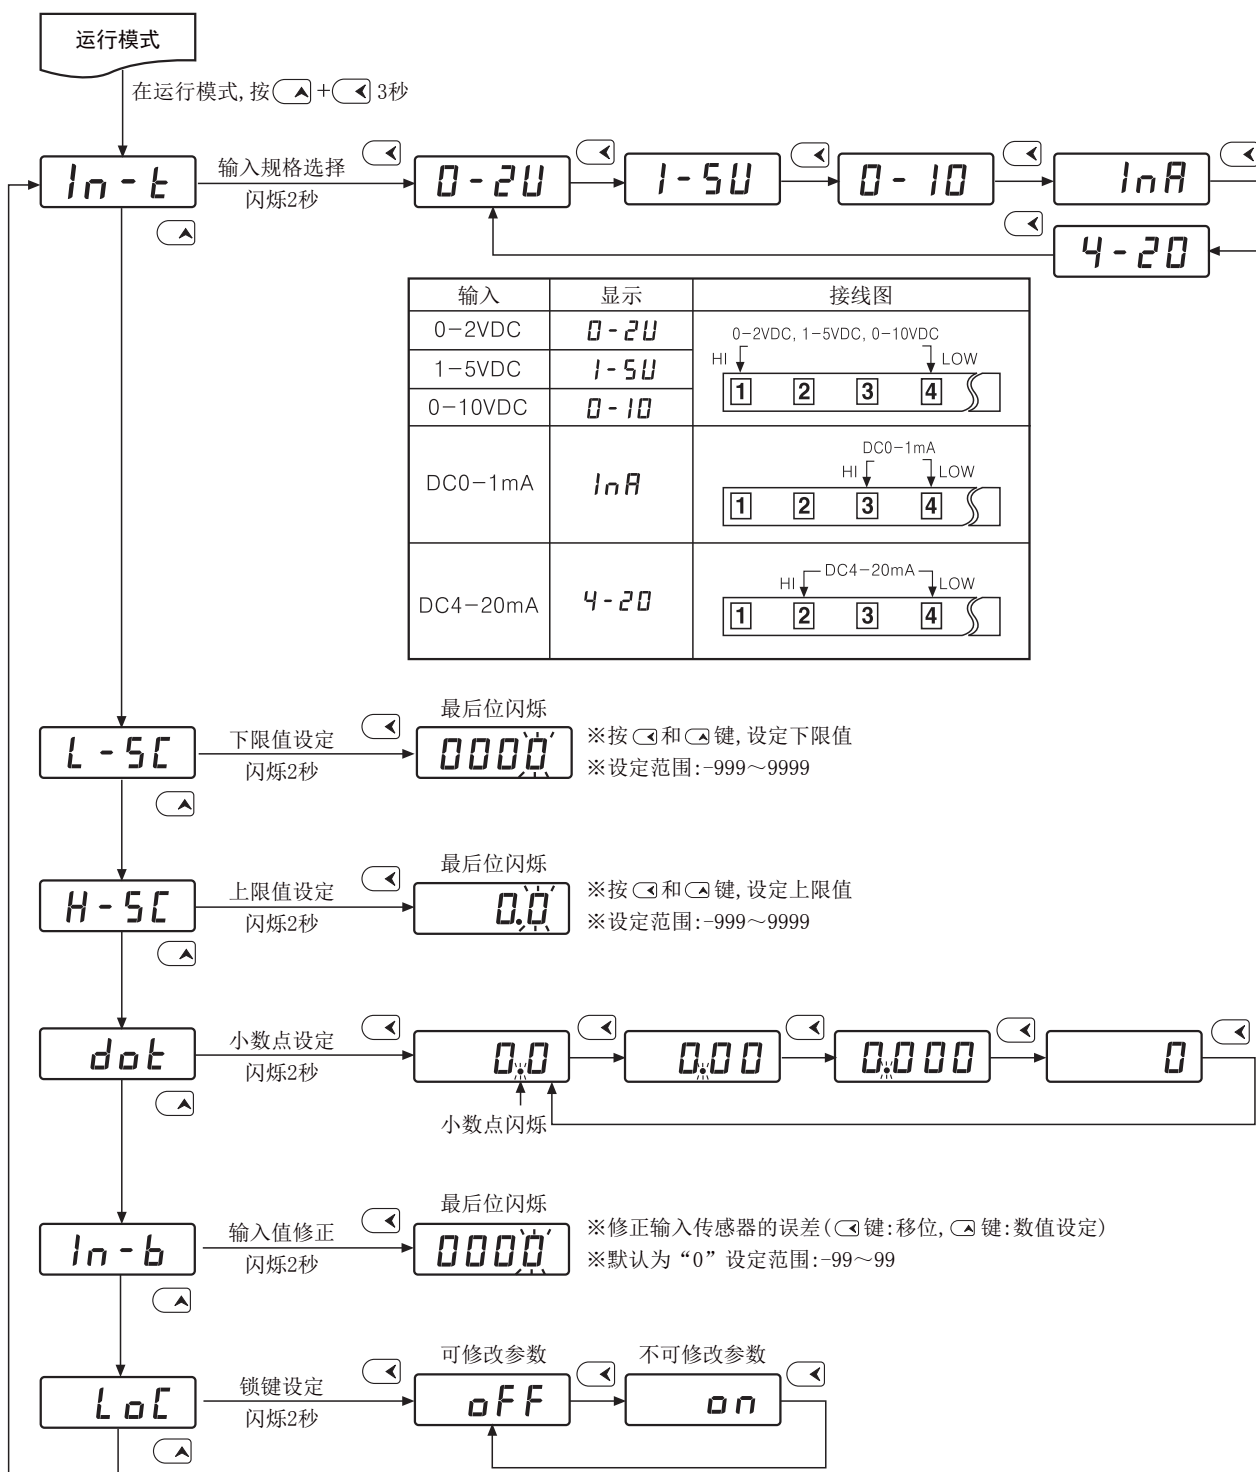 运行模式
在运行模式,按 + 3秒
In-t
输入规格选择
闪烁2秒
0-2U
1-5U
0-10
InA
4-20
输入 显示 接线图
0-2VDC 0-2U
1-5VDC 1-5U
0-10VDC 0-10
0-2VDC, 1-5VDC, 0-10VDC
HI LOW
1 2 3 4
DC0-1mA InA
DC0-1mA
HI LOW
1 2 3 4
DC4-20mA 4-20
DC4-20mA
HI LOW
1 2 3 4
L-SC
下限值设定
闪烁2秒
最后位闪烁
0000
※按 和 键,设定下限值
※设定范围:-999～9999
H-SC
上限值设定
闪烁2秒
最后位闪烁
0.0
※按 和 键,设定上限值
※设定范围:-999～9999
dot
小数点设定
闪烁2秒
0.0
0.00
0.000
0
小数点闪烁
In-b
输入值修正
闪烁2秒
最后位闪烁
0000
※修正输入传感器的误差( 键:移位, 键:数值设定)
※默认为“0”设定范围:-99～99
LoC
锁键设定
闪烁2秒
可修改参数
oFF
不可修改参数
on